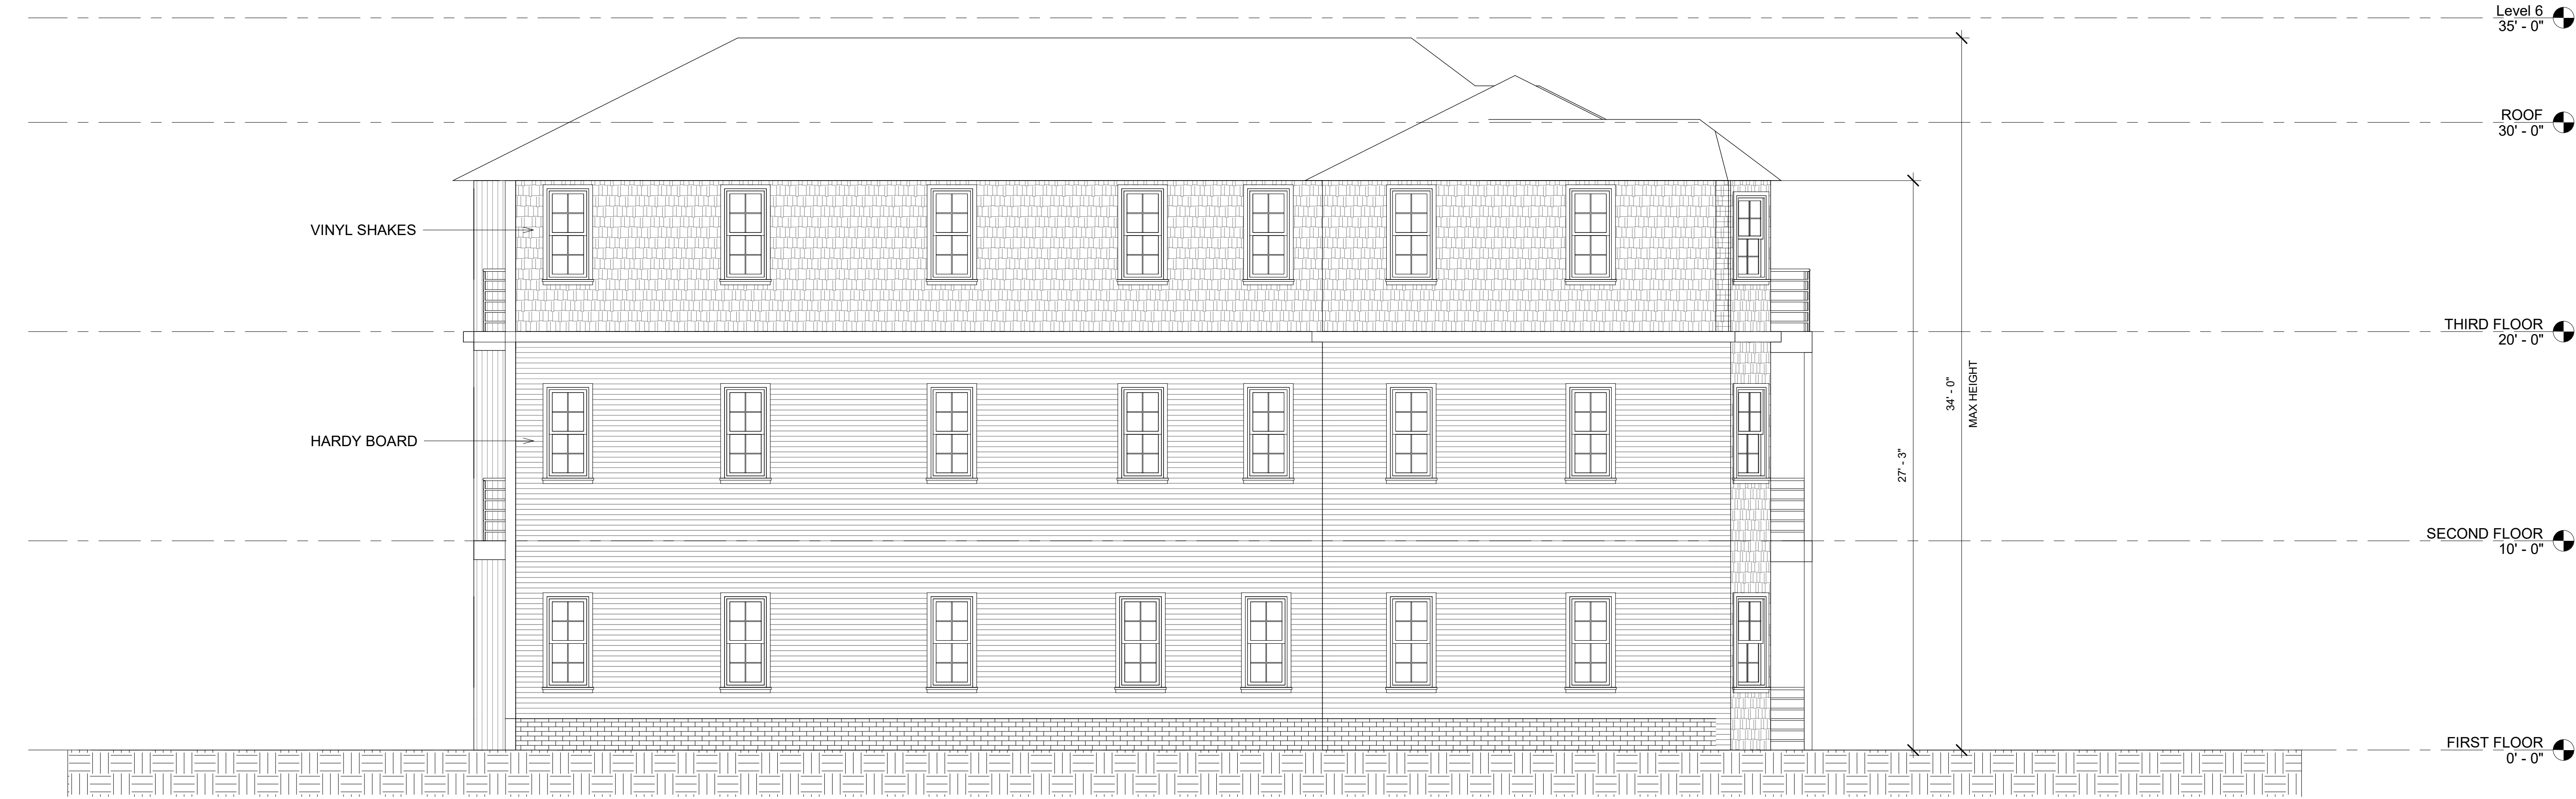 Level 6
35' - 0"
ROOF
30' - 0"
VINYL SHAKES
THIRD FLOOR
20' - 0"
34' - 0"
MAX HEIGHT
HARDY BOARD
27' - 3"
SECOND FLOOR
10' - 0"
FIRST FLOOR
0' - 0"